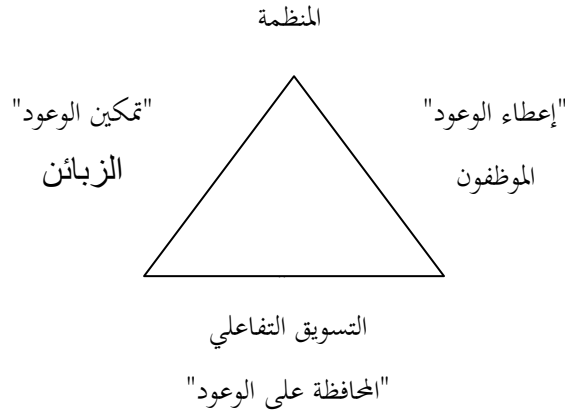 المنظمة
"إعطاء الوعود"
"تمكين الوعود"
الموظفون
الزبائن
التسويق التفاعلي
"المحافظة على الوعود"